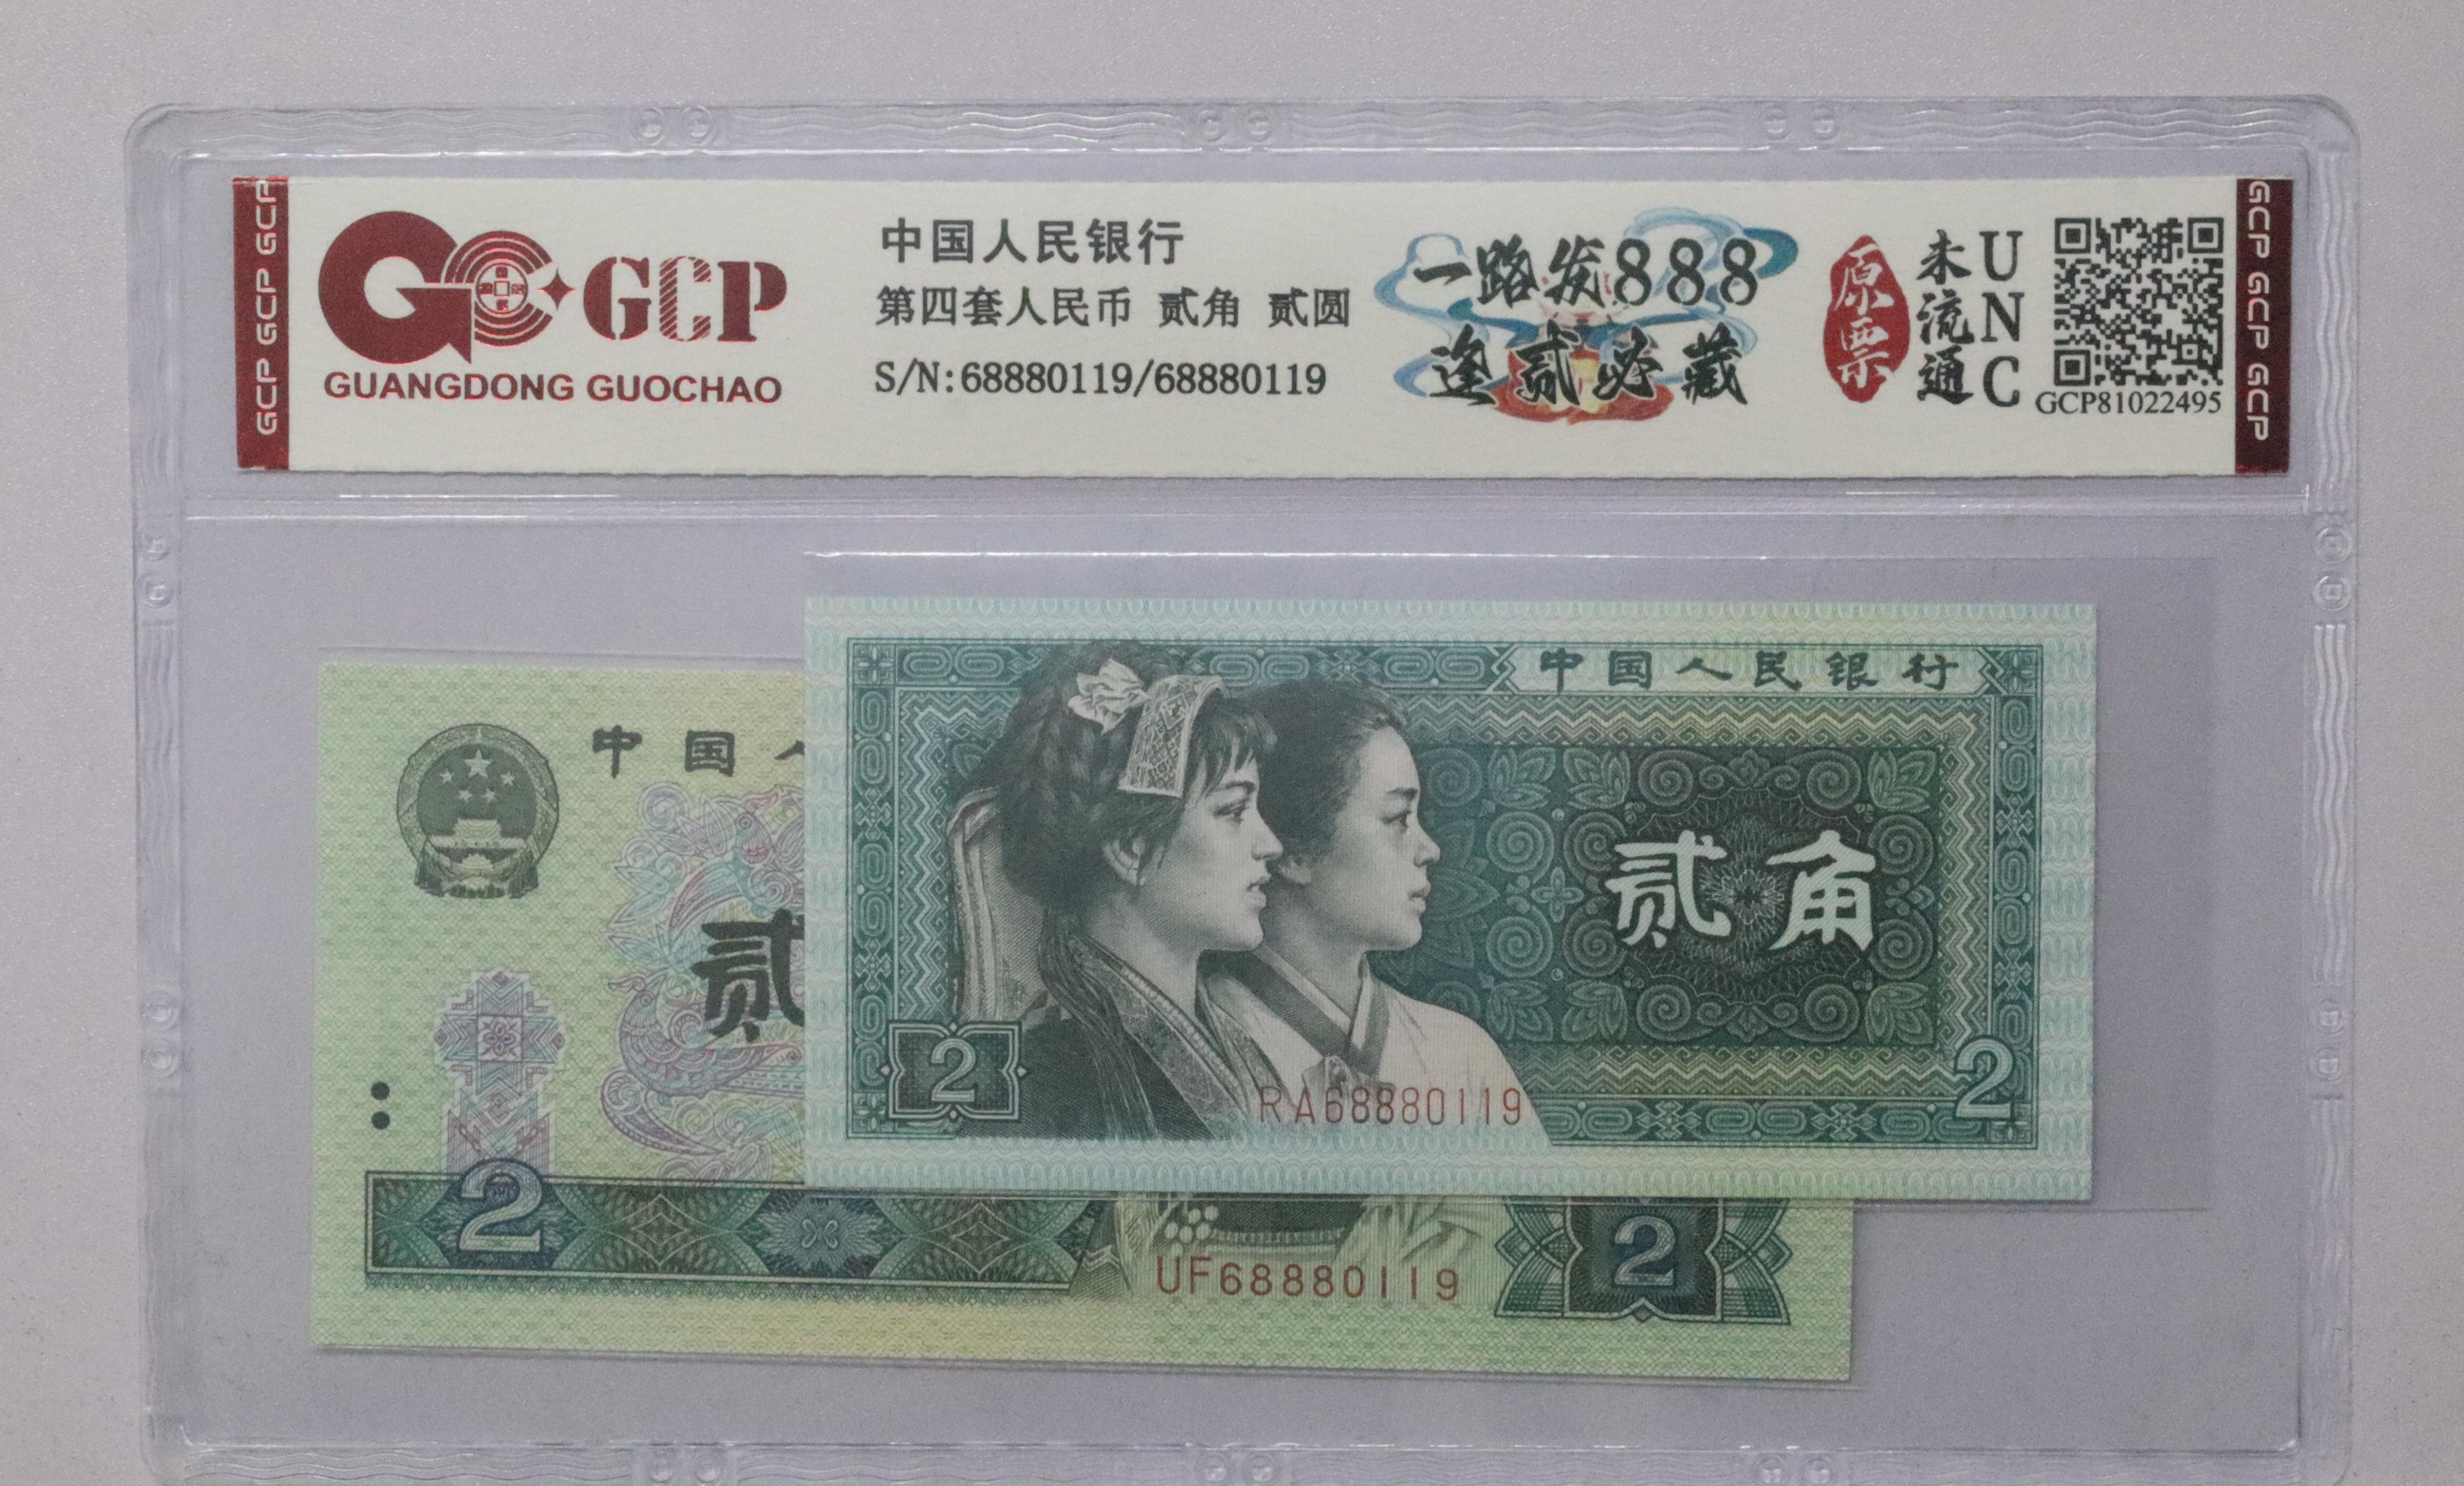 GCP GCP GCP
GCP
GUANGDONG GUOCHAO
中国人民银行
第四套人民币 贰角 贰圆
S/N:68880119/68880119
一路发888
逢贰必藏
原票
未流通
UNC
GCP81022495
GCP GCP GCP
中国人民银行
贰角
2
RA68880119
2
中国
贰
2
UF68880119
2